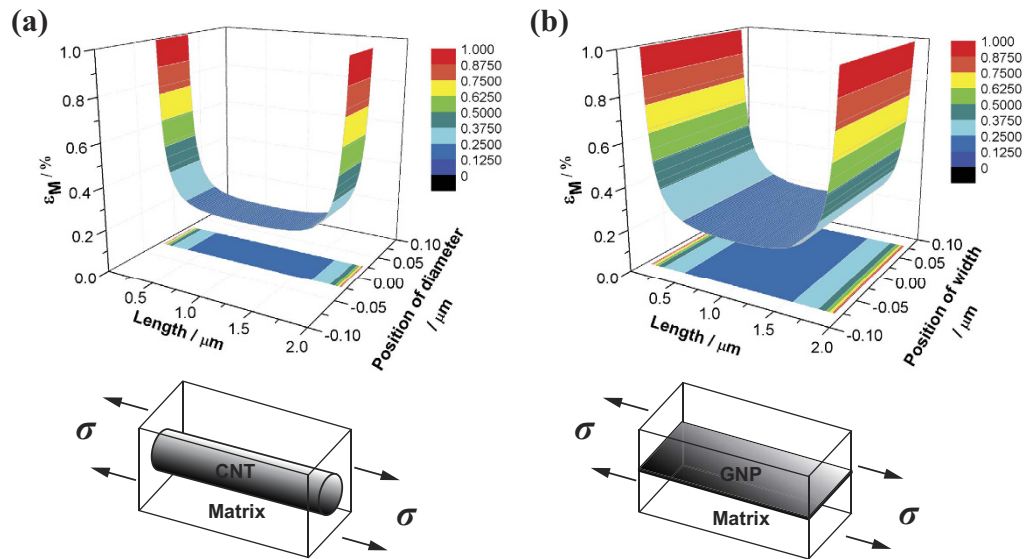 (a)
1.0
0.8
0.6
0.4
0.2
0.0
εM / %
0.5
1.0
1.5
2.0
Length / μm
0.10
0.05
0.00
-0.05
-0.10
Position of diameter
/ μm
1.000
0.8750
0.7500
0.6250
0.5000
0.3750
0.2500
0.1250
0
σ
CNT
Matrix
σ
(b)
1.0
0.8
0.6
0.4
0.2
0.0
εM / %
0.5
1.0
1.5
2.0
Length / μm
0.10
0.05
0.00
-0.05
-0.10
Position of width
/ μm
1.000
0.8750
0.7500
0.6250
0.5000
0.3750
0.2500
0.1250
0
σ
GNP
Matrix
σ